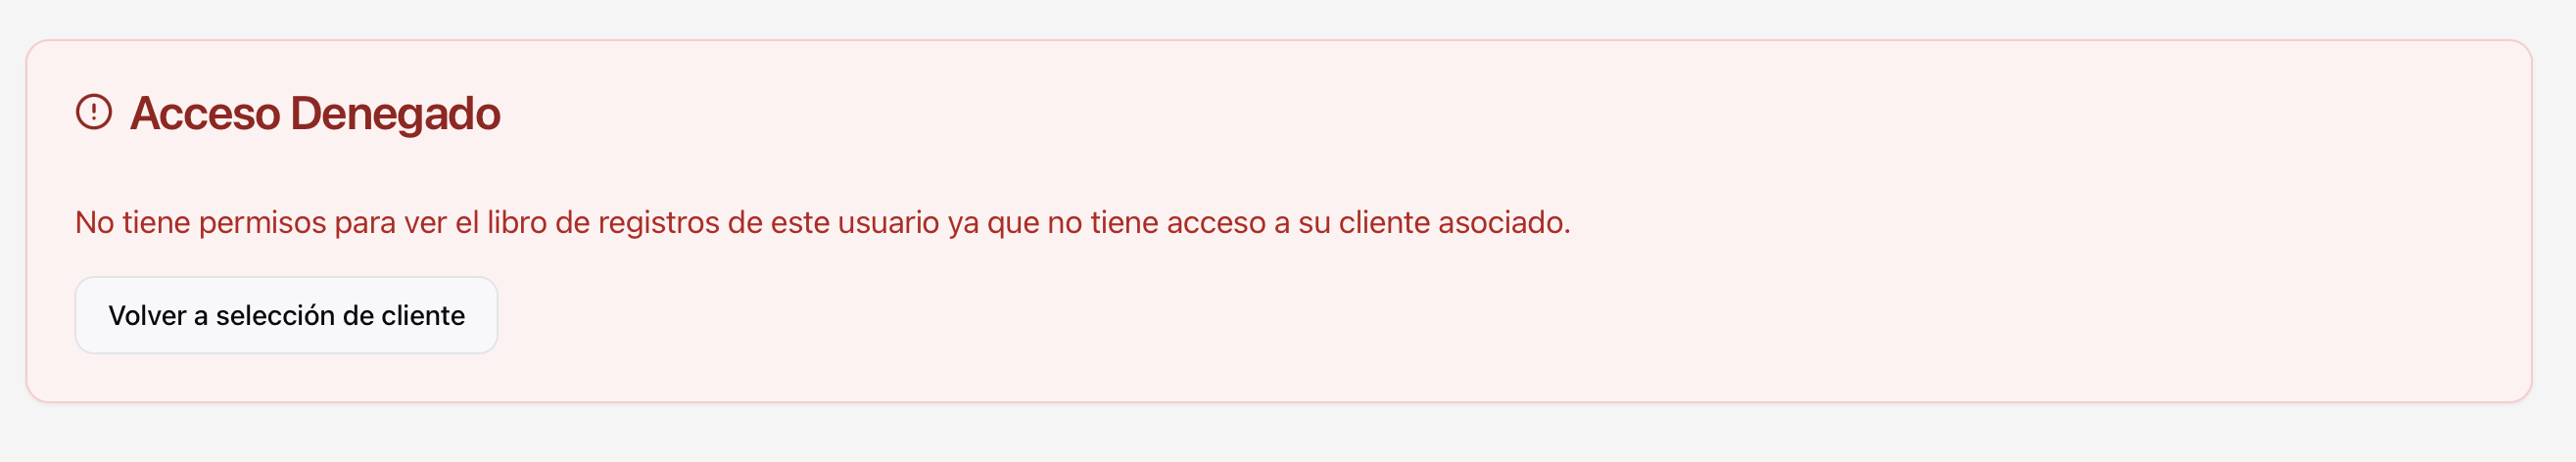 Acceso Denegado
No tiene permisos para ver el libro de registros de este usuario ya que no tiene acceso a su cliente asociado.
Volver a selección de cliente